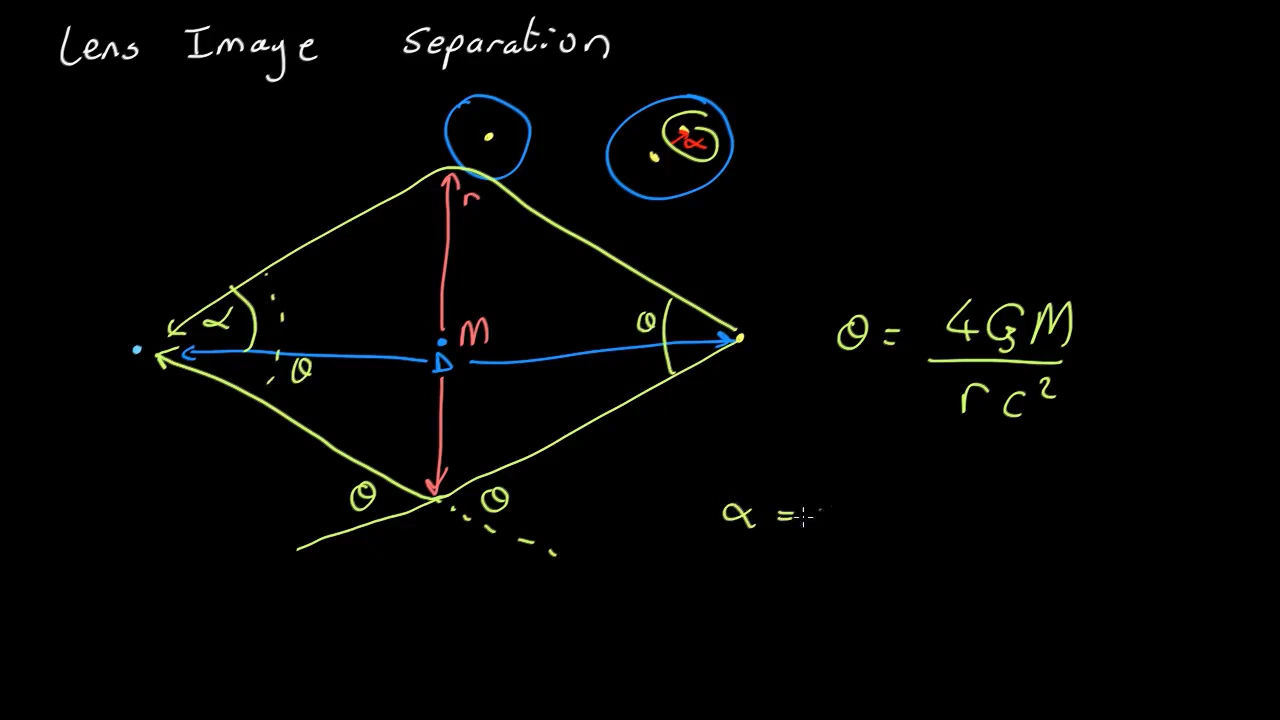 Lens Image Separation
α
r
α
M
θ
θ = 4GM / rc²
D
θ
θ
θ
α =